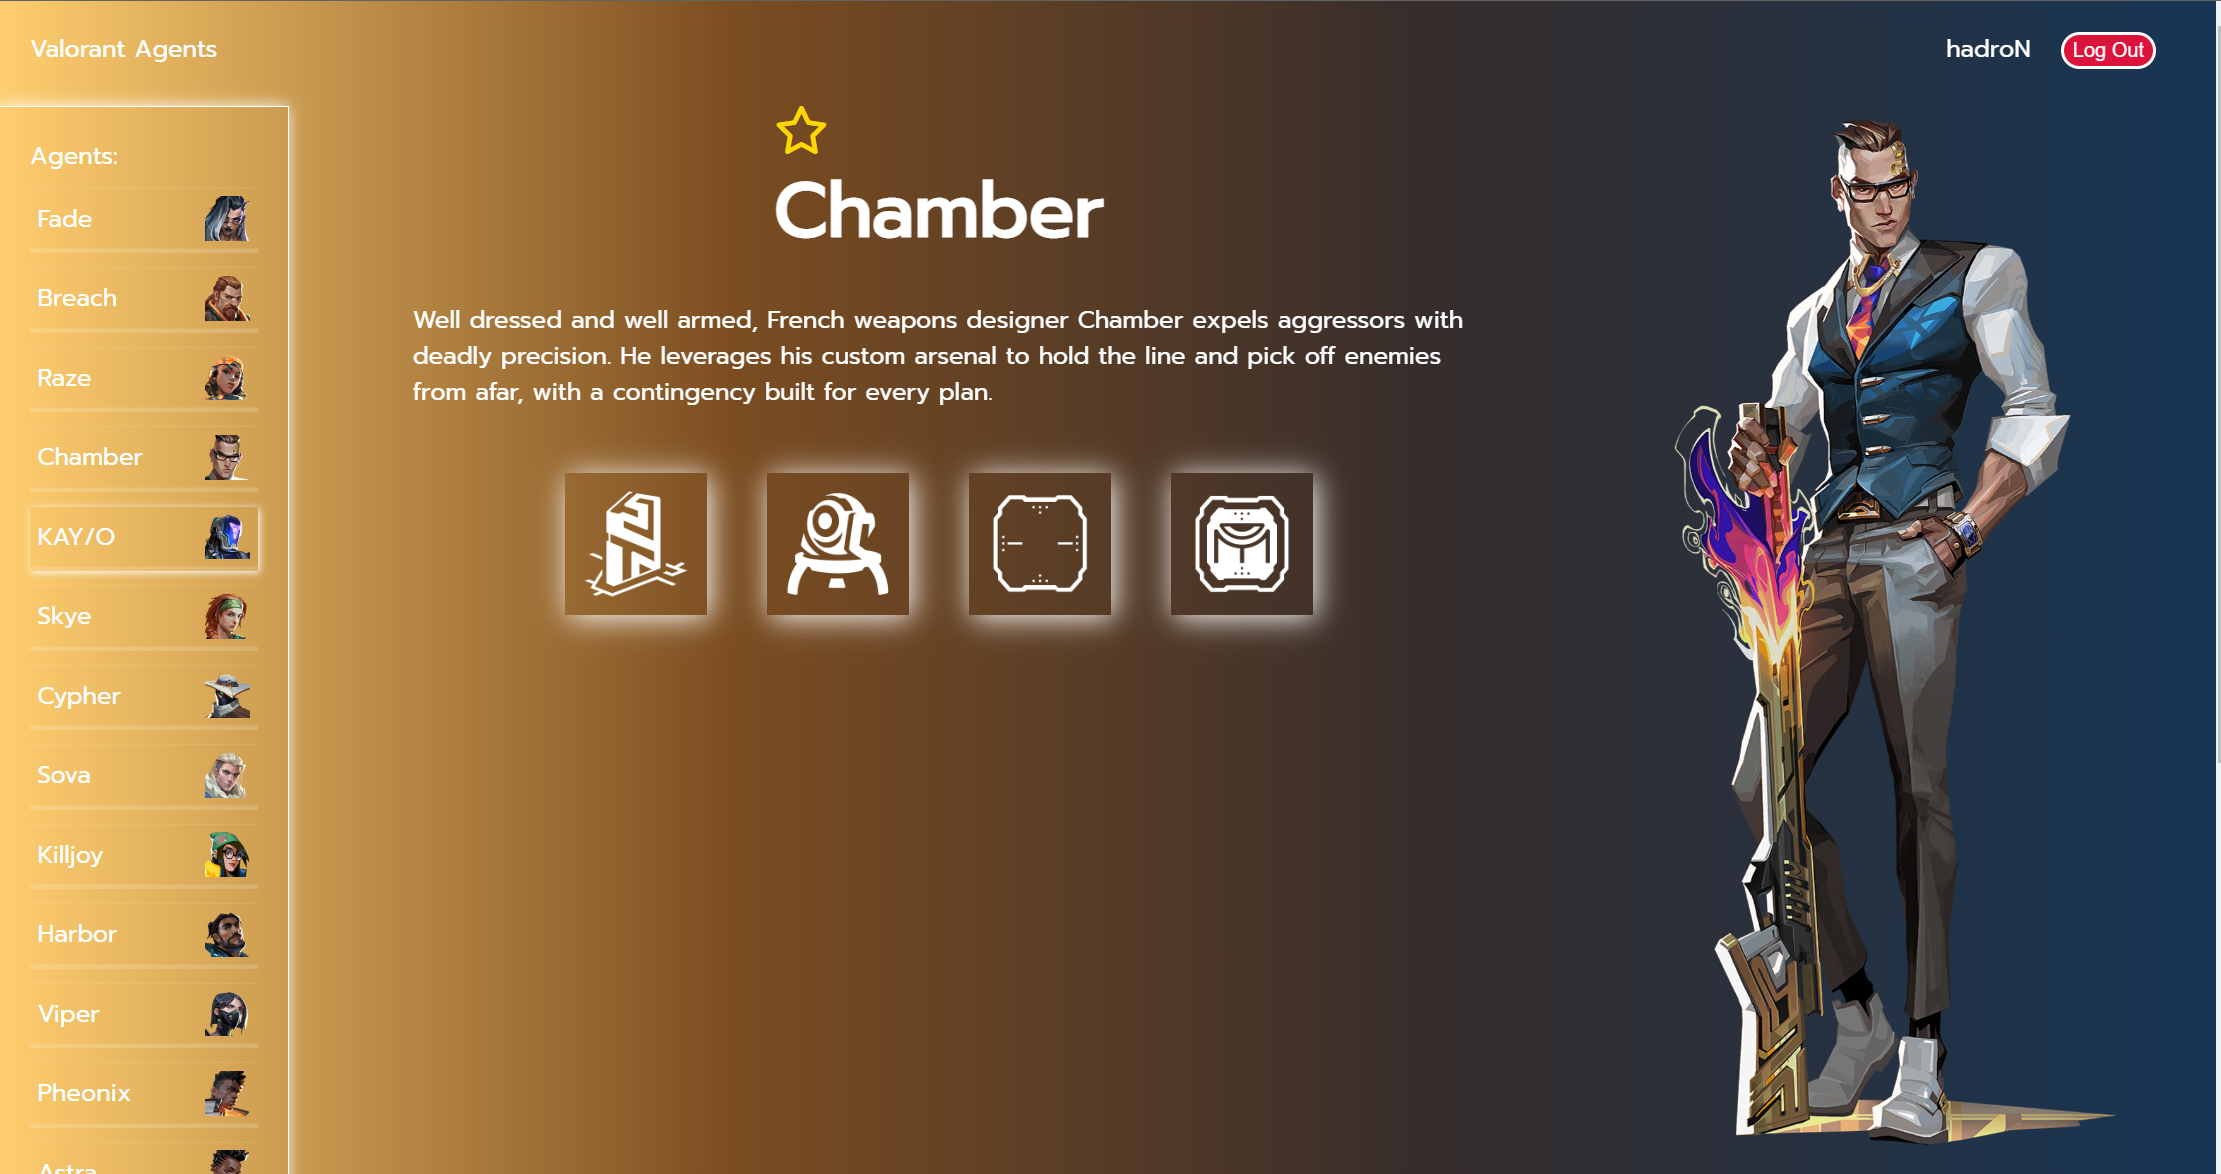 Valorant Agents
hadroN
Log Out
Agents:
Fade
Breach
Raze
Chamber
KAY/O
Skye
Cypher
Sova
Killjoy
Harbor
Viper
Pheonix
Astra
Chamber
Well dressed and well armed, French weapons designer Chamber expels aggressors with
deadly precision. He leverages his custom arsenal to hold the line and pick off enemies
from afar, with a contingency built for every plan.